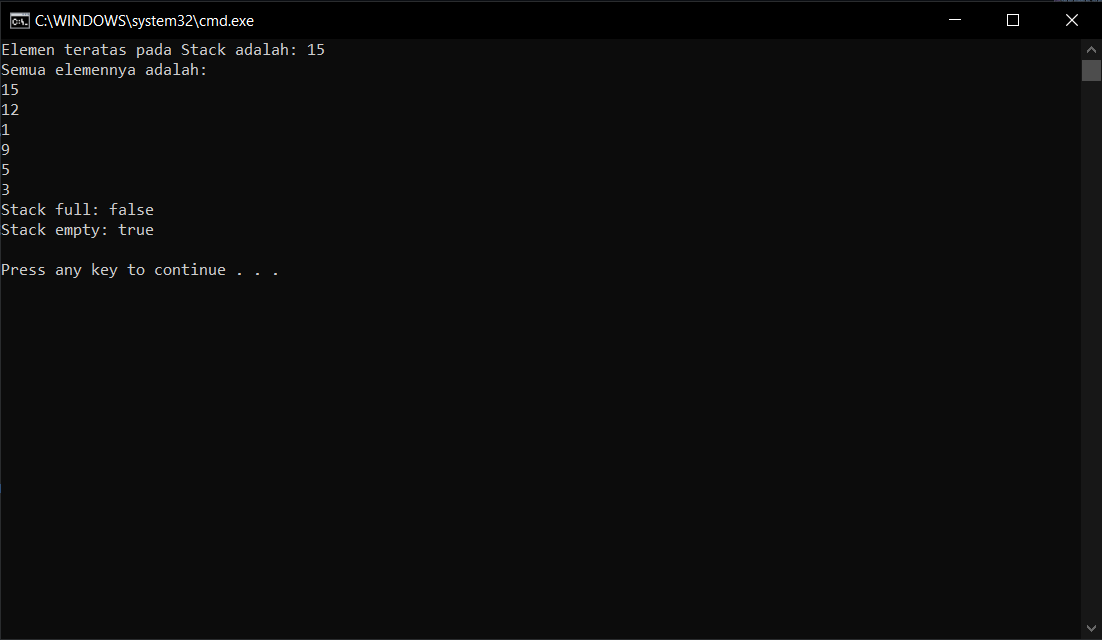 C:\WINDOWS\system32\cmd.exe
Elemen teratas pada Stack adalah: 15
Semua elemennya adalah:
15
12
1
9
5
3
Stack full: false
Stack empty: true
Press any key to continue . . .